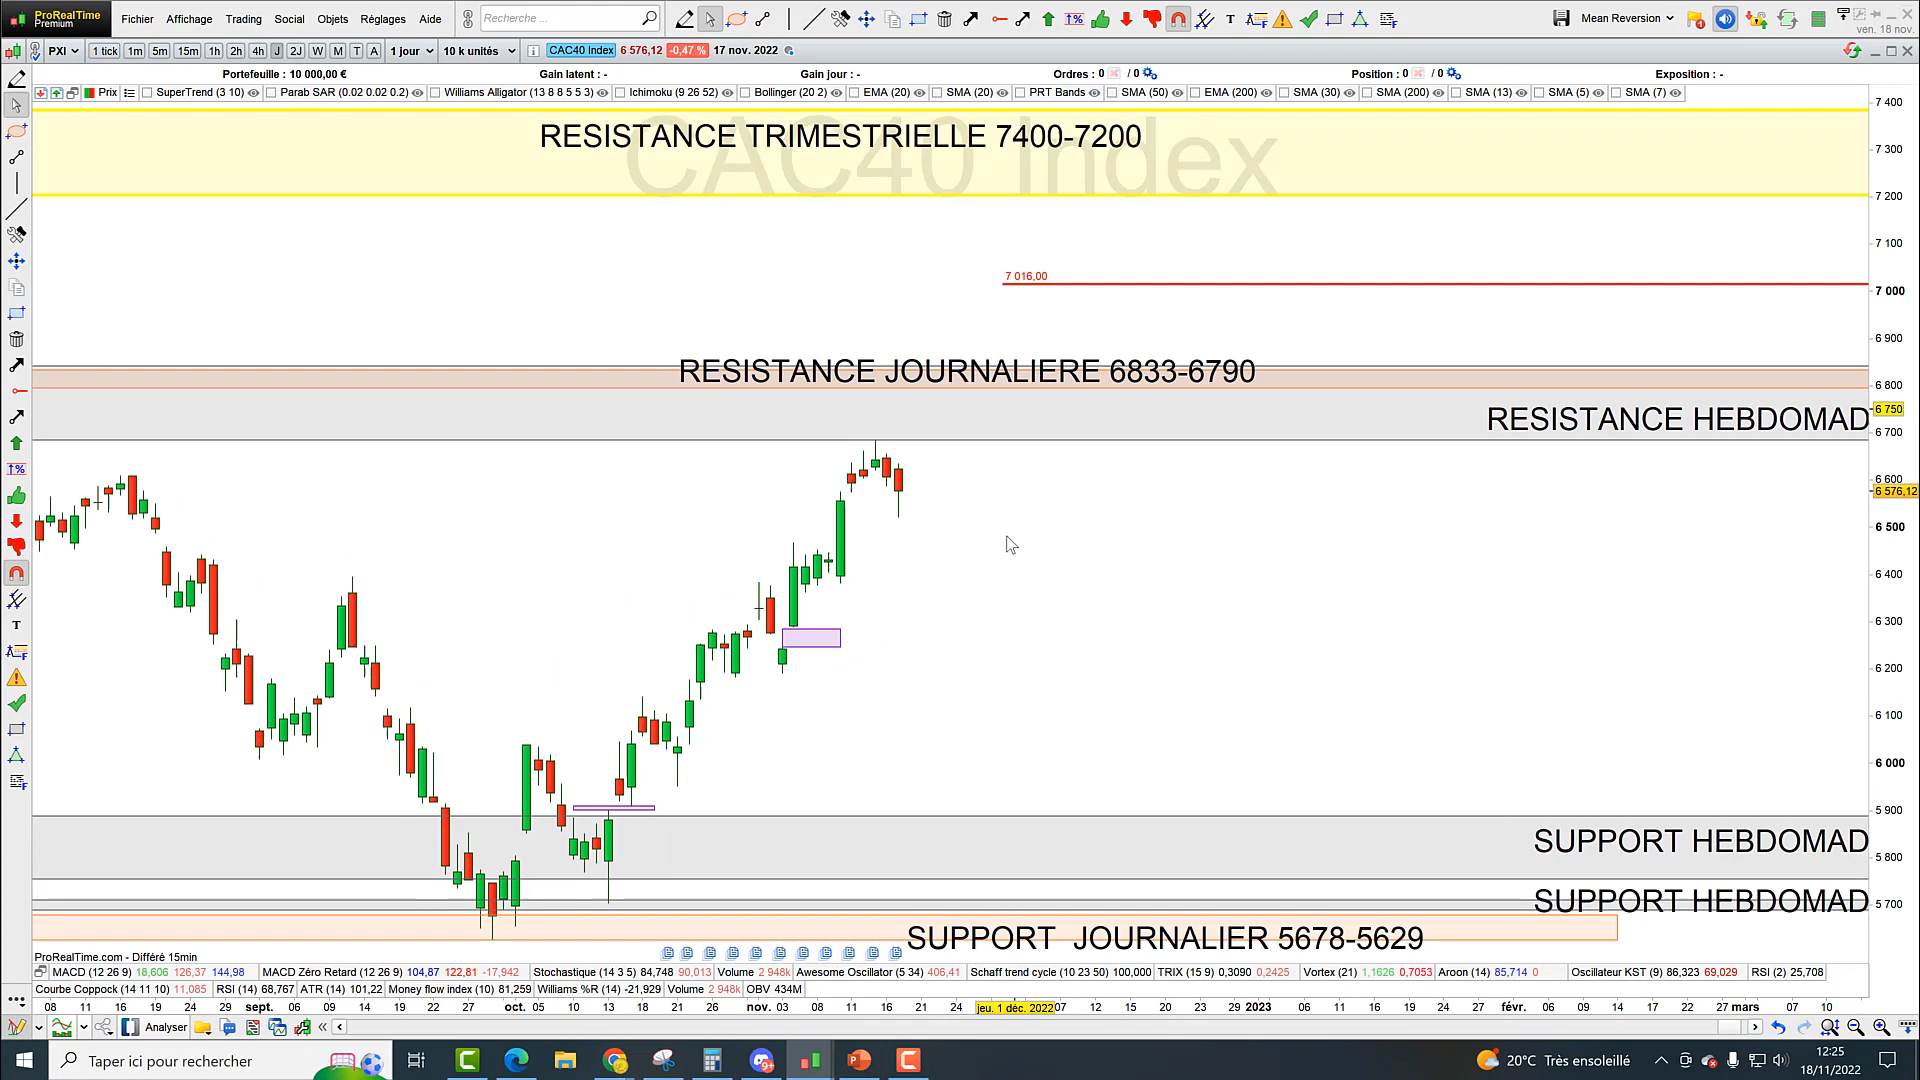 ProRealTime
Premium
Fichier Affichage Trading Social Objets Réglages Aide
Recherche...
Mean Reversion
ven. 18 nov.
PXI 1 tick 1m 5m 15m 1h 2h 4h J 2J W M T A 1 jour 10 k unités CAC40 Index 6 576,12 -0,47 % 17 nov. 2022
Portefeuille : 10 000,00 € Gain latent : - Gain jour : - Ordres : 0 / 0 Position : 0 / 0 Exposition : -
Prix SuperTrend (3 10) Parab SAR (0.02 0.02 0.2) Williams Alligator (13 8 8 5 5 3) Ichimoku (9 26 52) Bollinger (20 2) EMA (20) SMA (20) PRT Bands SMA (50) EMA (200) SMA (30) SMA (200) SMA (13) SMA (5) SMA (7)
CAC40 Index
RESISTANCE TRIMESTRIELLE 7400-7200
7 400
7 300
7 200
7 100
7 016,00
7 000
6 900
RESISTANCE JOURNALIERE 6833-6790
6 800
6 750
RESISTANCE HEBDOMAD
6 700
6 600
6 576,12
6 500
6 400
6 300
6 200
6 100
6 000
5 900
SUPPORT HEBDOMAD
5 800
SUPPORT HEBDOMAD
5 700
SUPPORT JOURNALIER 5678-5629
ProRealTime.com - Différé 15min
MACD (12 26 9) 18,606 126,37 144,98 MACD Zéro Retard (12 26 9) 104,87 122,81 -17,942 Stochastique (14 3 5) 84,748 90,013 Volume 2 948k Awesome Oscillator (5 34) 406,41 Schaff trend cycle (10 23 50) 100,000 TRIX (15 9) 0,3090 0,2425 Vortex (21) 1,1626 0,7053 Aroon (14) 85,714 0 Oscillateur KST (9) 86,323 69,029 RSI (2) 25,708
Courbe Coppock (14 11 10) 11,085 RSI (14) 68,767 ATR (14) 101,22 Money flow index (10) 81,259 Williams %R (14) -21,929 Volume 2 948k OBV 434M
08 11 16 19 24 29 sept. 06 09 14 19 22 27 oct. 05 10 13 18 21 26 nov. 03 08 11 16 21 24 jeu. 1 déc. 2022 07 12 15 20 23 29 2023 06 11 16 19 24 27 févr. 06 09 14 17 22 27 mars 07 10
Analyser
Taper ici pour rechercher
9+
20°C Très ensoleillé
12:25
18/11/2022